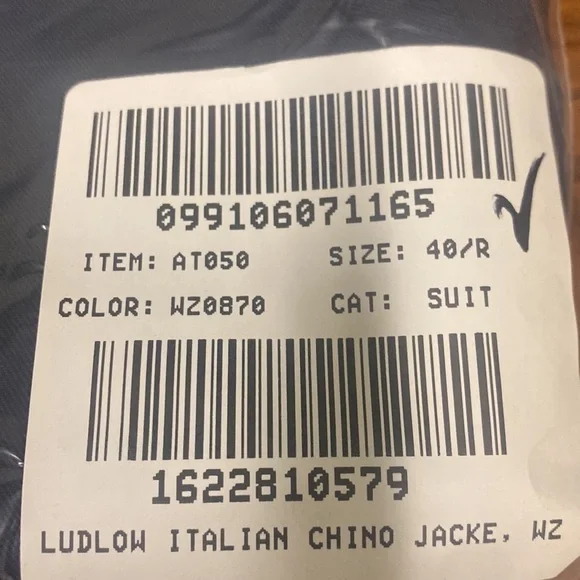 099106071165
ITEM: AT050 SIZE: 40/R
COLOR: WZ0870 CAT: SUIT
1622810579
LUDLOW ITALIAN CHINO JACKE, WZ